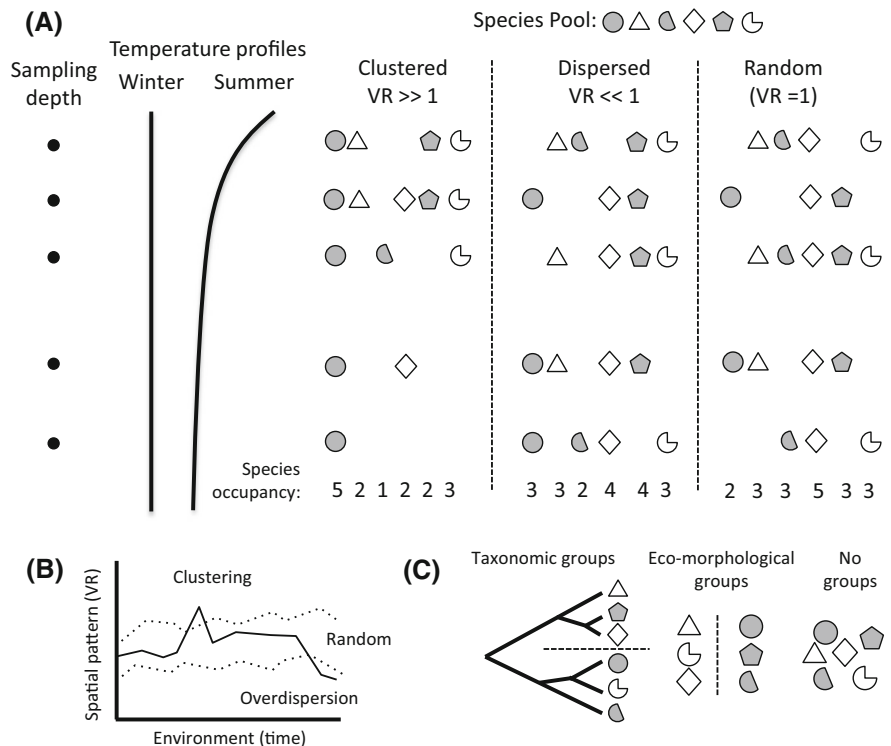 (A)
Species Pool:
Temperature profiles
Sampling depth
Winter
Summer
Clustered
VR >> 1
Dispersed
VR << 1
Random
(VR =1)
Species occupancy:
5 2 1 2 2 3
3 3 2 4 4 3
2 3 3 5 3 3
(B)
Spatial pattern (VR)
Clustering
Random
Overdispersion
Environment (time)
(C)
Taxonomic groups
Eco-morphological groups
No groups